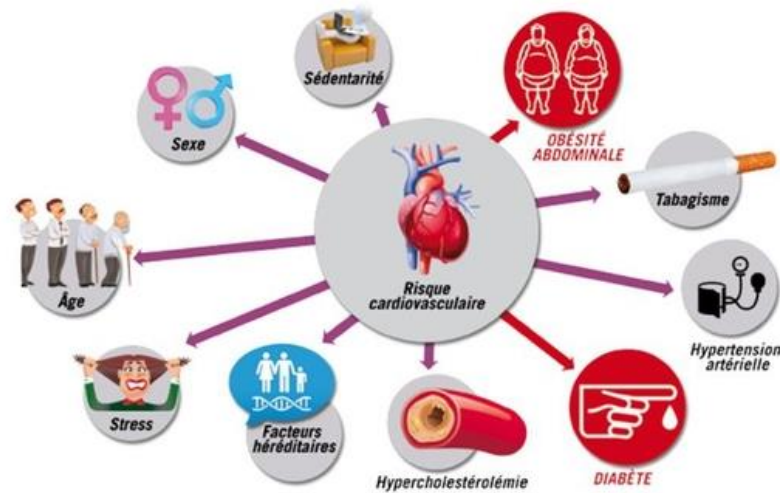 Sédentarité
OBÉSITÉ
ABDOMINALE
Sexe
Tabagisme
Âge
Risque
cardiovasculaire
Hypertension
artérielle
Stress
Facteurs
héréditaires
Hypercholestérolémie
DIABÈTE